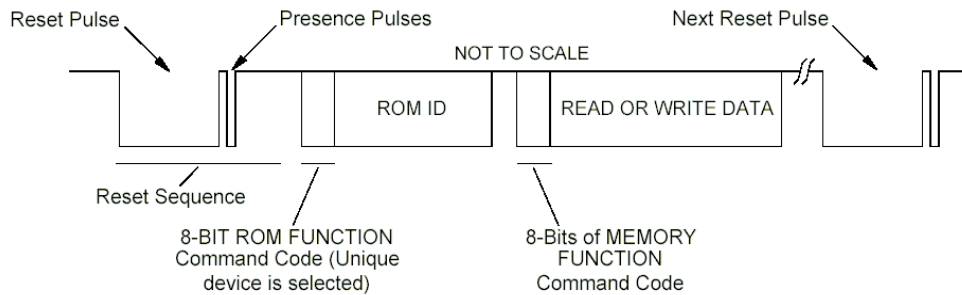 Reset Pulse
Presence Pulses
Next Reset Pulse
NOT TO SCALE
ROM ID
READ OR WRITE DATA
Reset Sequence
8-BIT ROM FUNCTION
Command Code (Unique
device is selected)
8-Bits of MEMORY
FUNCTION
Command Code